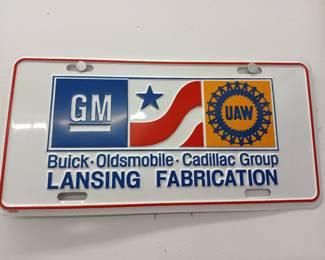 GM UAW
Buick·Oldsmobile·Cadillac Group
LANSING FABRICATION